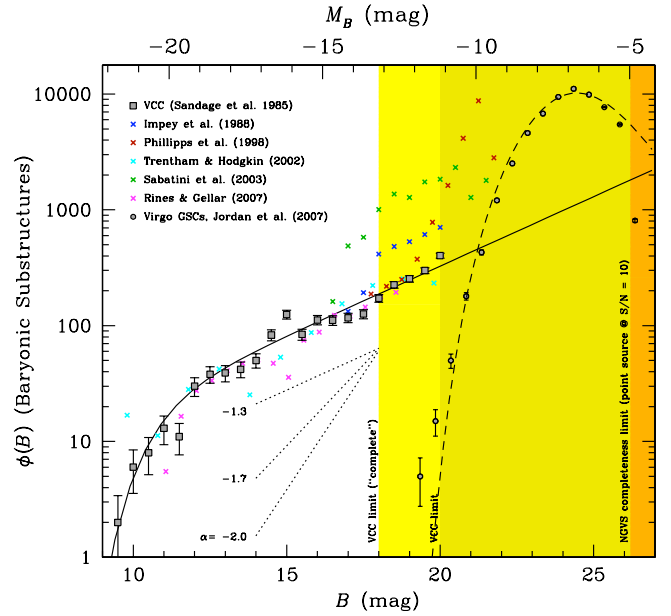 M_B (mag)
−20 −15 −10 −5
10000
1000
100
10
1
ϕ(B) (Baryonic Substructures)
VCC (Sandage et al. 1985)
Impey et al. (1988)
Phillipps et al. (1998)
Trentham & Hodgkin (2002)
Sabatini et al. (2003)
Rines & Gellar (2007)
Virgo GSCs, Jordan et al. (2007)
−1.3
−1.7
α= −2.0
VCC limit ("complete")
VCC limit
NGVS completeness limit (point source @ S/N = 10)
10 15 20 25
B (mag)